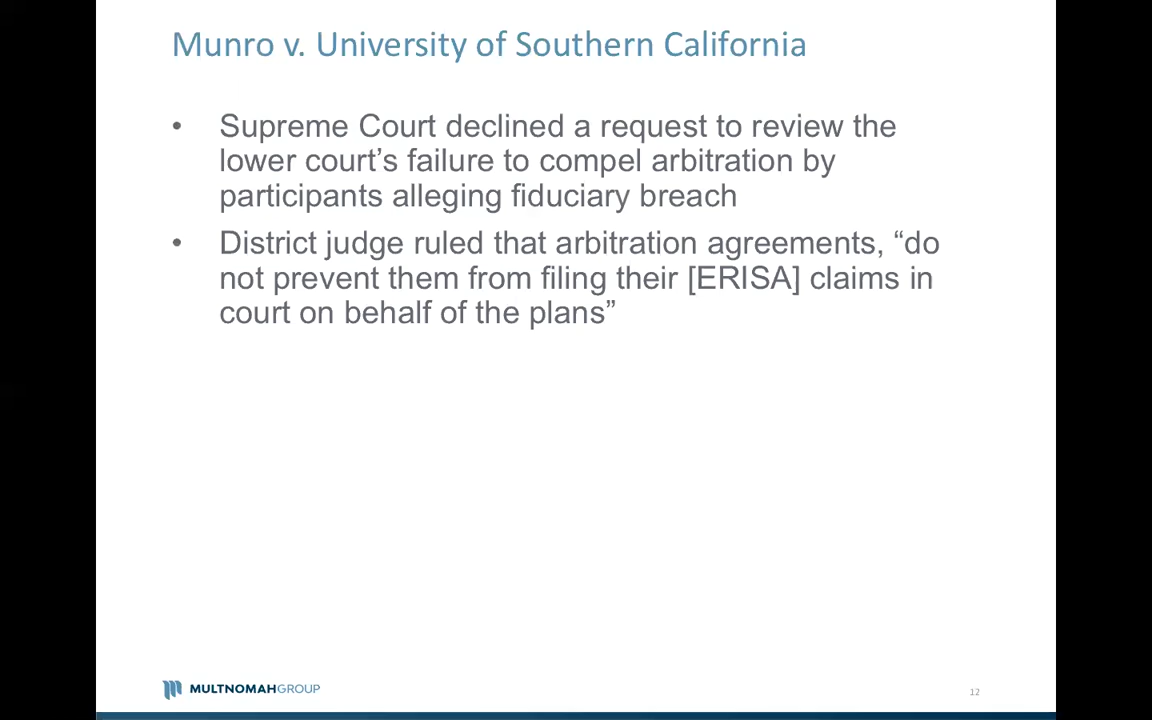 Munro v. University of Southern California
• Supreme Court declined a request to review the
lower court’s failure to compel arbitration by
participants alleging fiduciary breach
• District judge ruled that arbitration agreements, “do
not prevent them from filing their [ERISA] claims in
court on behalf of the plans”
MULTNOMAHGROUP
12